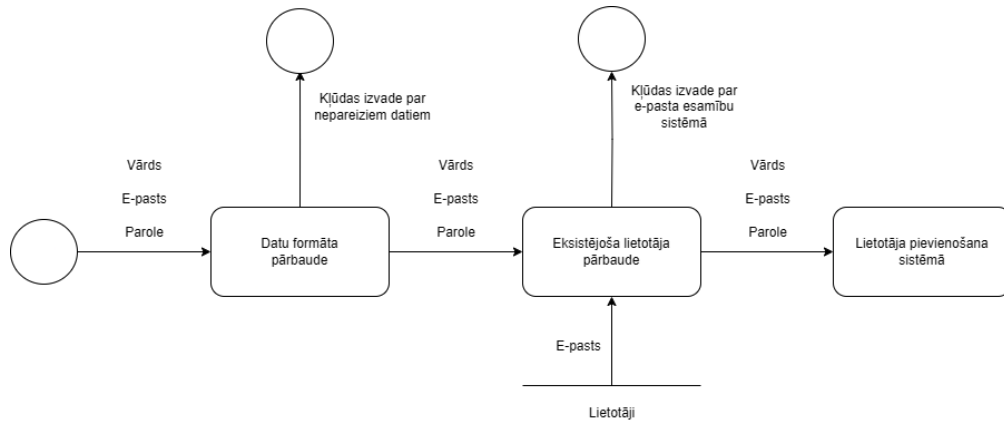 Kļūdas izvade par
nepareiziem datiem
Kļūdas izvade par
e-pasta esamību
sistēmā
Vārds
E-pasts
Parole
Vārds
E-pasts
Parole
Vārds
E-pasts
Parole
Datu formāta
pārbaude
Eksistējoša lietotāja
pārbaude
Lietotāja pievienošana
sistēmā
E-pasts
Lietotāji